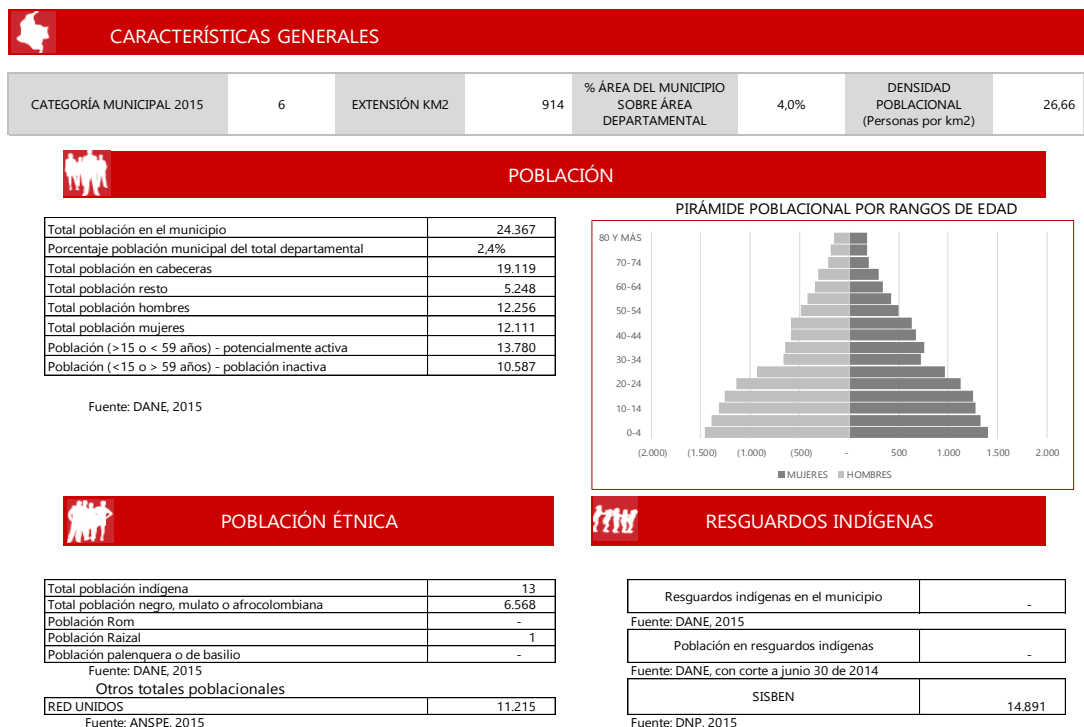 CARACTERÍSTICAS GENERALES
CATEGORÍA MUNICIPAL 2015 6 EXTENSIÓN KM2 914 % ÁREA DEL MUNICIPIO SOBRE ÁREA DEPARTAMENTAL 4,0% DENSIDAD POBLACIONAL (Personas por km2) 26,66
POBLACIÓN
Total población en el municipio 24.367
Porcentaje población municipal del total departamental 2,4%
Total población en cabeceras 19.119
Total población resto 5.248
Total población hombres 12.256
Total población mujeres 12.111
Población (>15 o < 59 años) - potencialmente activa 13.780
Población (<15 o > 59 años) - población inactiva 10.587
Fuente: DANE, 2015
PIRÁMIDE POBLACIONAL POR RANGOS DE EDAD
80 Y MÁS
70-74
60-64
50-54
40-44
30-34
20-24
10-14
0-4
(2.000) (1.500) (1.000) (500) - 500 1.000 1.500 2.000
MUJERES HOMBRES
POBLACIÓN ÉTNICA
Total población indígena 13
Total población negro, mulato o afrocolombiana 6.568
Población Rom -
Población Raizal 1
Población palenquera o de basilio -
Fuente: DANE, 2015
Otros totales poblacionales
RED UNIDOS 11.215
Fuente: ANSPE, 2015
RESGUARDOS INDÍGENAS
Resguardos indígenas en el municipio -
Fuente: DANE, 2015
Población en resguardos indígenas -
Fuente: DANE, con corte a junio 30 de 2014
SISBEN 14.891
Fuente: DNP, 2015